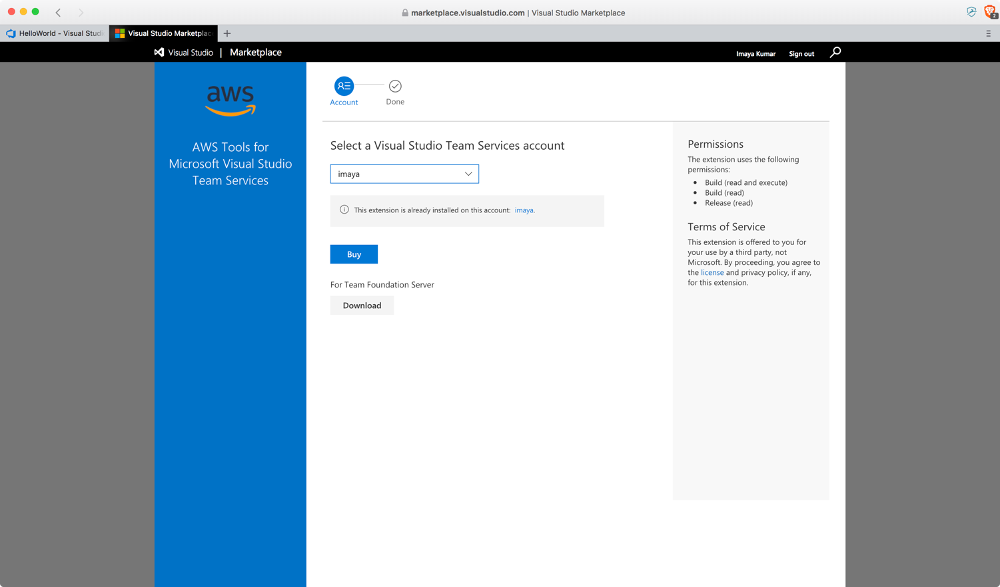 marketplace.visualstudio.com | Visual Studio Marketplace
2
HelloWorld - Visual Studi
Visual Studio Marketplac
Visual Studio | Marketplace
Imaya Kumar
Sign out
aws
AWS Tools for
Microsoft Visual Studio
Team Services
Account
Done
Select a Visual Studio Team Services account
imaya
This extension is already installed on this account: imaya.
Buy
For Team Foundation Server
Download
Permissions
The extension uses the following
permissions:
• Build (read and execute)
• Build (read)
• Release (read)
Terms of Service
This extension is offered to you for
your use by a third party, not
Microsoft. By proceeding, you agree to
the license and privacy policy, if any,
for this extension.